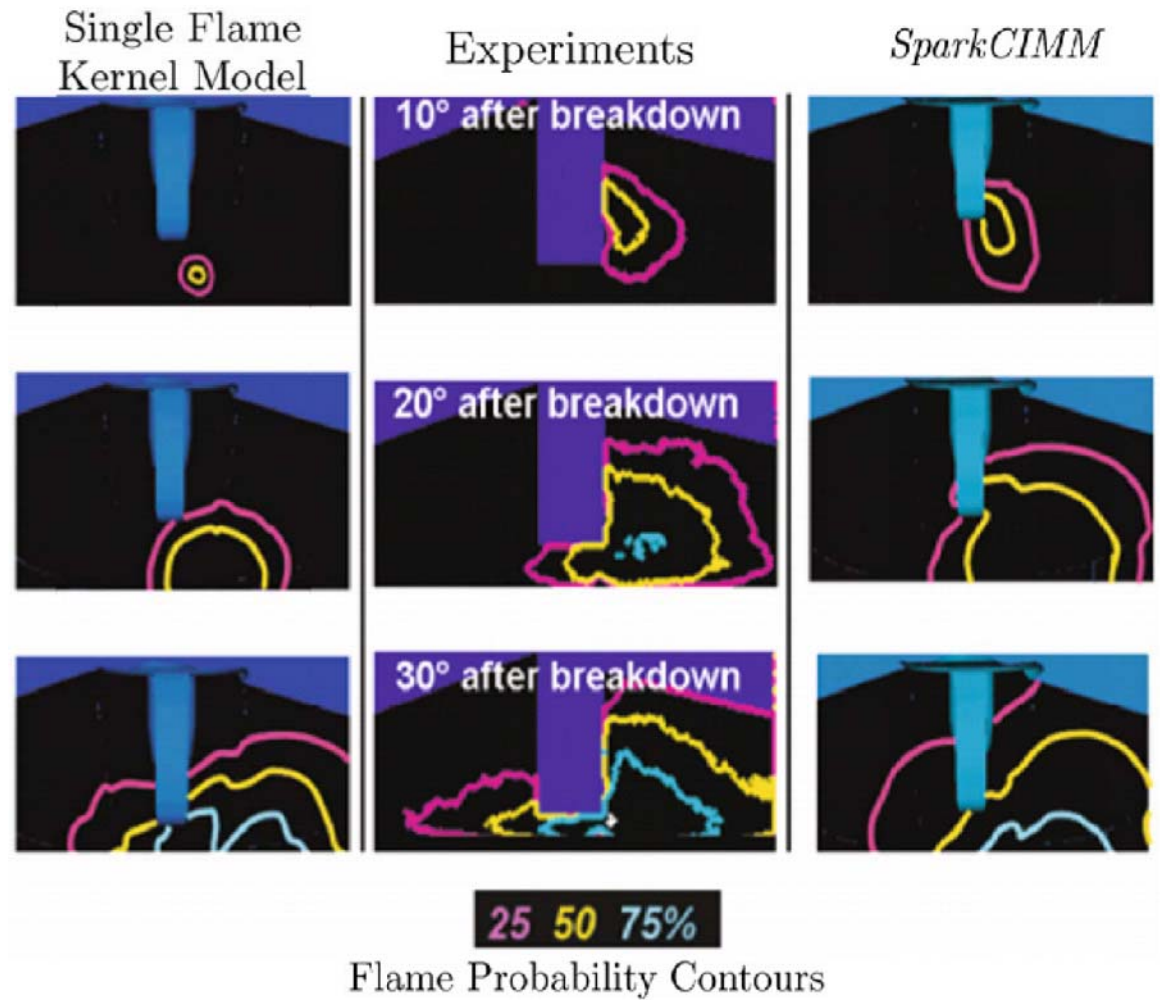 Single Flame
Kernel Model
Experiments
SparkCIMM
10° after breakdown
20° after breakdown
30° after breakdown
25 50 75%
Flame Probability Contours